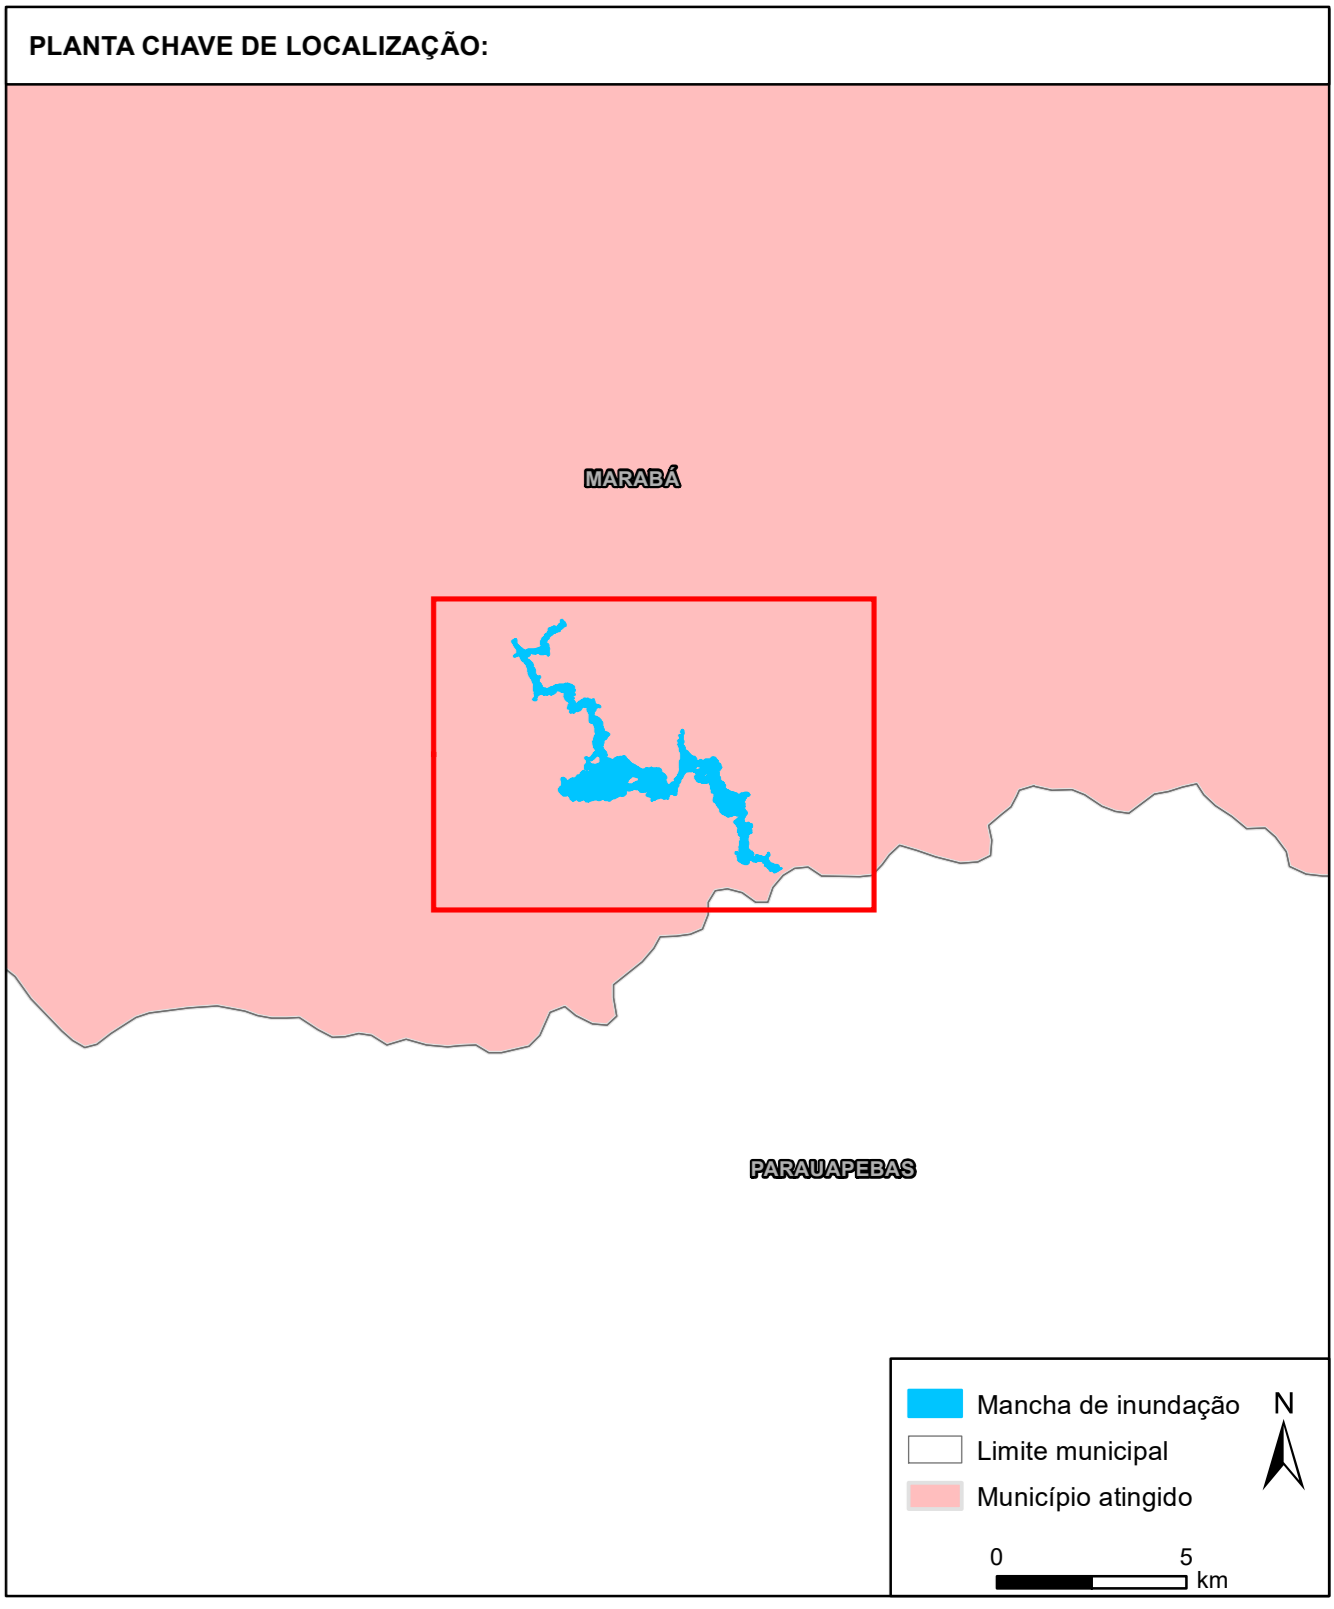 PLANTA CHAVE DE LOCALIZAÇÃO:
MARABÁ
PARAUAPEBAS
Mancha de inundação
N
Limite municipal
Município atingido
0 5
km